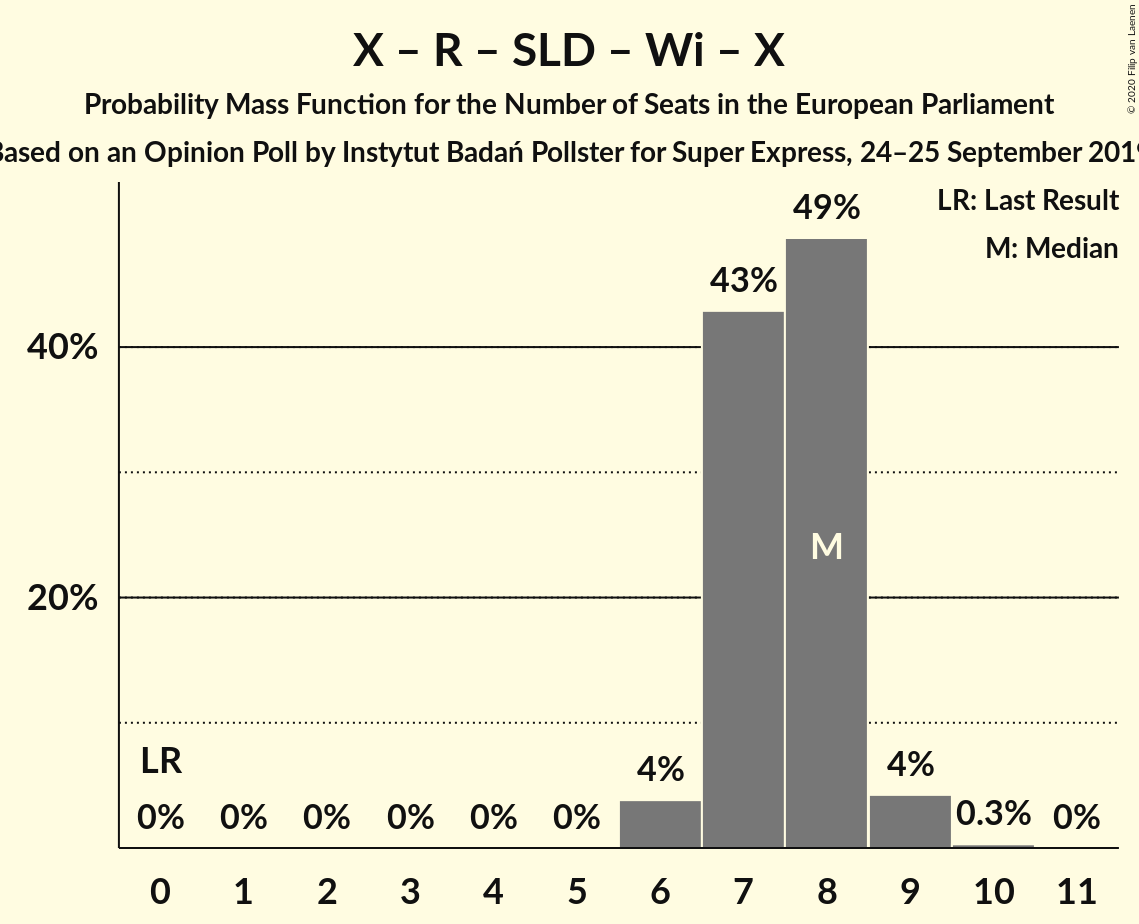 X – R – SLD – Wi – X
Probability Mass Function for the Number of Seats in the European Parliament
on an Opinion Poll by Instytut Badań Pollster for Super Express, 24–25 September
© 2020 Filip van Laenen
LR: Last Result
M: Median
49%
43%
40%
M
20%
LR
0% 0% 0% 0% 0% 0% 4% 4% 0.3% 0%
0 1 2 3 4 5 6 7 8 9 10 11